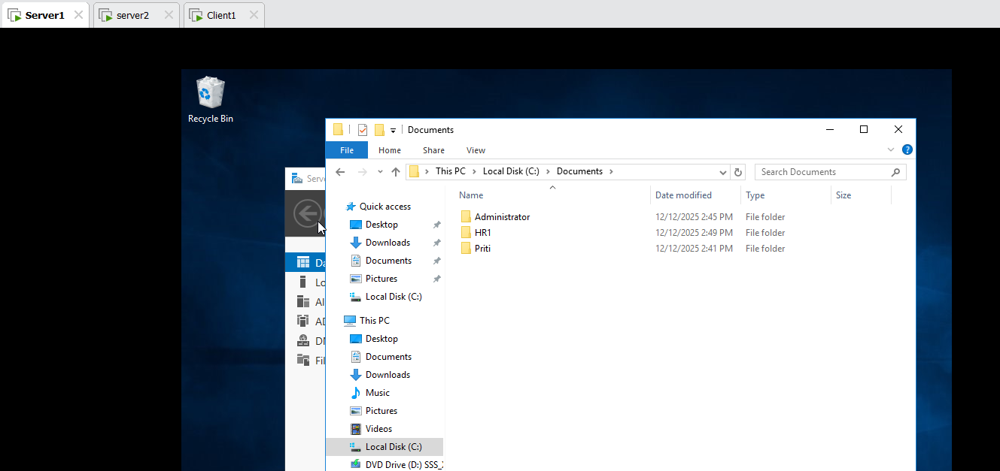 Server1 server2 Client1
Recycle Bin
Documents
File Home Share View
This PC Local Disk (C:) Documents Search Documents
Serve
Name Date modified Type Size
Quick access
Desktop
Downloads
Documents
Pictures
Local Disk (C:)
This PC
Desktop
Documents
Downloads
Music
Pictures
Videos
Local Disk (C:)
DVD Drive (D:) SSS_
Administrator 12/12/2025 2:45 PM File folder
HR1 12/12/2025 2:49 PM File folder
Priti 12/12/2025 2:41 PM File folder
Da
Lo
Al
AD
Fil